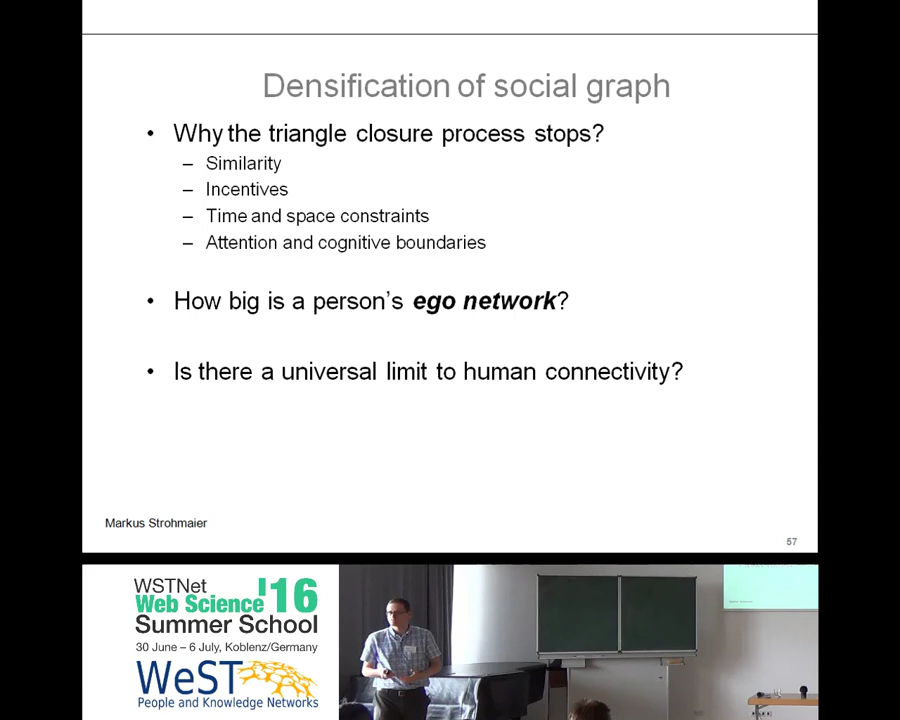 Densification of social graph
• Why the triangle closure process stops?
– Similarity
– Incentives
– Time and space constraints
– Attention and cognitive boundaries
• How big is a person's ego network?
• Is there a universal limit to human connectivity?
Markus Strohmaier
57
WSTNet
Web Science '16
Summer School
30 June – 6 July, Koblenz/Germany
WeST
People and Knowledge Networks